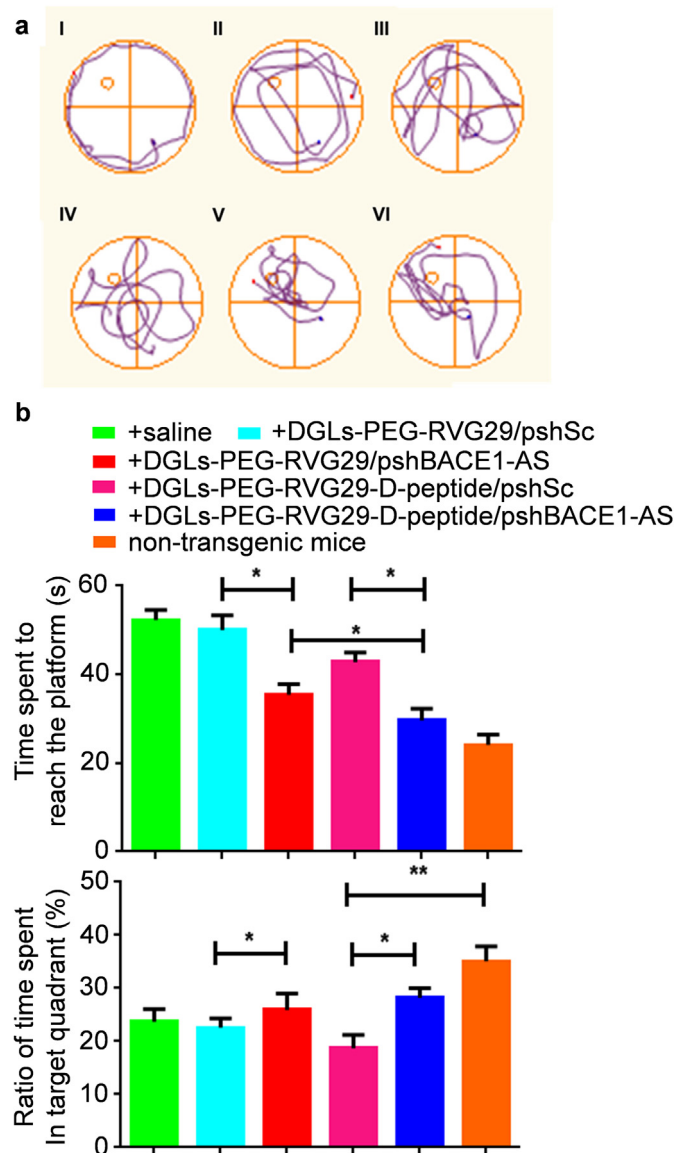 a
I II III
IV V VI
b
+saline +DGLs-PEG-RVG29/pshSc
+DGLs-PEG-RVG29/pshBACE1-AS
+DGLs-PEG-RVG29-D-peptide/pshSc
+DGLs-PEG-RVG29-D-peptide/pshBACE1-AS
non-transgenic mice
Time spent to
reach the platform (s)
60
40
20
0
* *
*
Ratio of time spent
In target quadrant (%)
50
40
30
20
10
0
**
* *